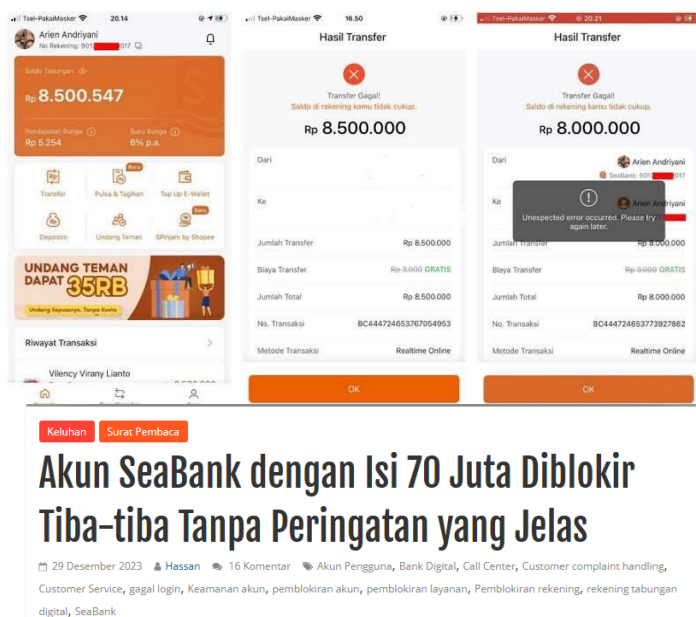 Tsel-PakaiMasker 20.14
Arien Andriyani
No Rekening: 901 017
Saldo Tabungan
Rp 8.500.547
Pendapatan Bunga
Suku Bunga
Rp 5.254
6% p.a.
Baru
Transfer
Pulsa & Tagihan
Top Up E-Wallet
Baru
Deposito
Undang Teman
SPinjam by Shopee
UNDANG TEMAN
DAPAT 35RB
Undang Sepuasnya, Tanpa Kuota
Riwayat Transaksi
Vilency Virany Lianto
Tsel-PakaiMasker 16.50
Hasil Transfer
Transfer Gagal!
Saldo di rekening kamu tidak cukup.
Rp 8.500.000
Dari
Ke
Jumlah Transfer Rp 8.500.000
Biaya Transfer Rp 3.000 GRATIS
Jumlah Total Rp 8.500.000
No. Transaksi BC444724653767054953
Metode Transaksi Realtime Online
OK
Tsel-PakaiMasker 20.21
Hasil Transfer
Transfer Gagal!
Saldo di rekening kamu tidak cukup.
Rp 8.000.000
Dari Arien Andriyani
SeaBank: 901 017
Ke Arien Andriyani
Unexpected error occurred. Please try
again later.
Jumlah Transfer Rp 8.000.000
Biaya Transfer Rp 3.000 GRATIS
Jumlah Total Rp 8.000.000
No. Transaksi BC444724653773927862
Metode Transaksi Realtime Online
OK
Keluhan Surat Pembaca
Akun SeaBank dengan Isi 70 Juta Diblokir
Tiba-tiba Tanpa Peringatan yang Jelas
29 Desember 2023 Hassan 16 Komentar Akun Pengguna, Bank Digital, Call Center, Customer complaint handling,
Customer Service, gagal login, Keamanan akun, pemblokiran akun, pemblokiran layanan, Pemblokiran rekening, rekening tabungan
digital, SeaBank